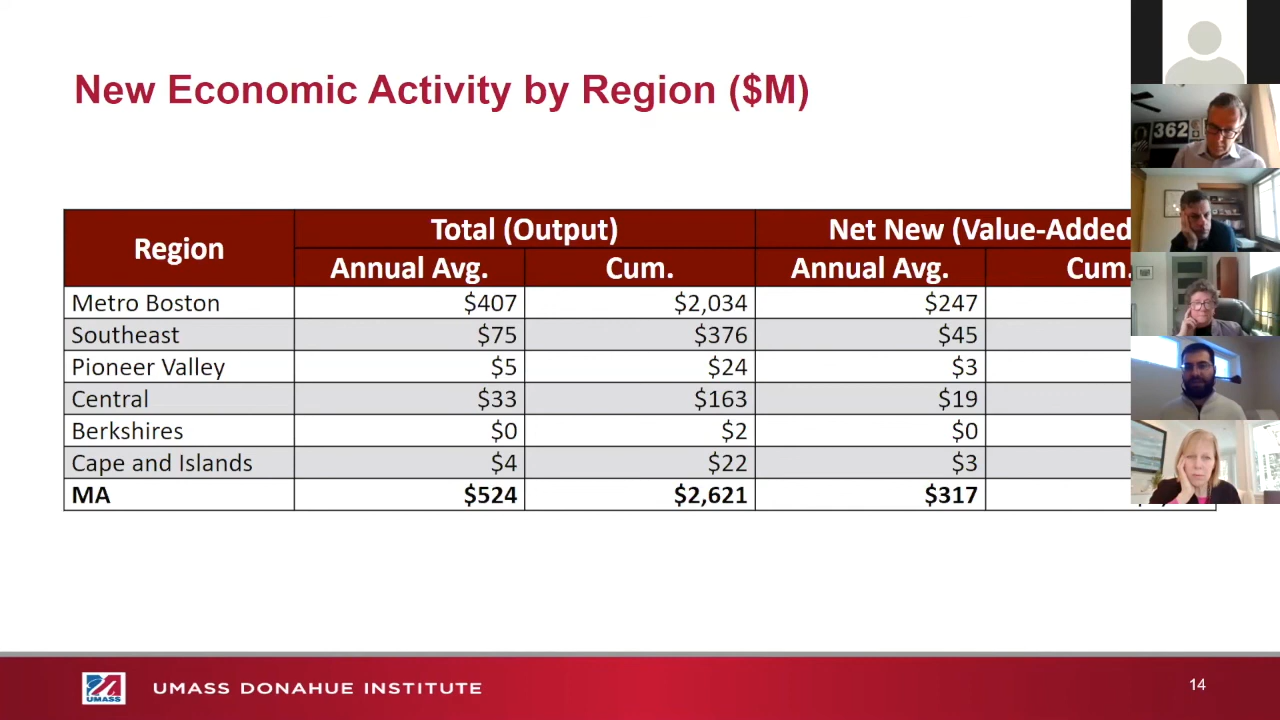 New Economic Activity by Region ($M)
362
Region Total (Output) Net New (Value-Added
Annual Avg. Cum. Annual Avg. Cum.
Metro Boston $407 $2,034 $247
Southeast $75 $376 $45
Pioneer Valley $5 $24 $3
Central $33 $163 $19
Berkshires $0 $2 $0
Cape and Islands $4 $22 $3
MA $524 $2,621 $317
UMASS
UMASS DONAHUE INSTITUTE
14